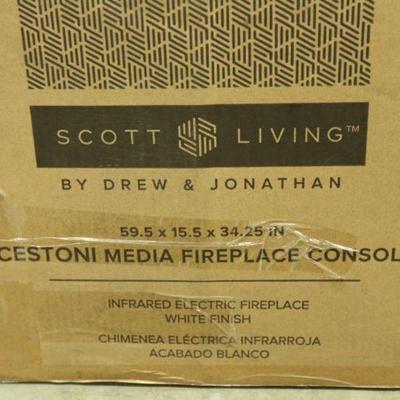 SCOTT LIVING™
BY DREW & JONATHAN
59.5 x 15.5 x 34.25 IN
CESTONI MEDIA FIREPLACE CONSOL
INFRARED ELECTRIC FIREPLACE
WHITE FINISH
CHIMENEA ELÉCTRICA INFRARROJA
ACABADO BLANCO